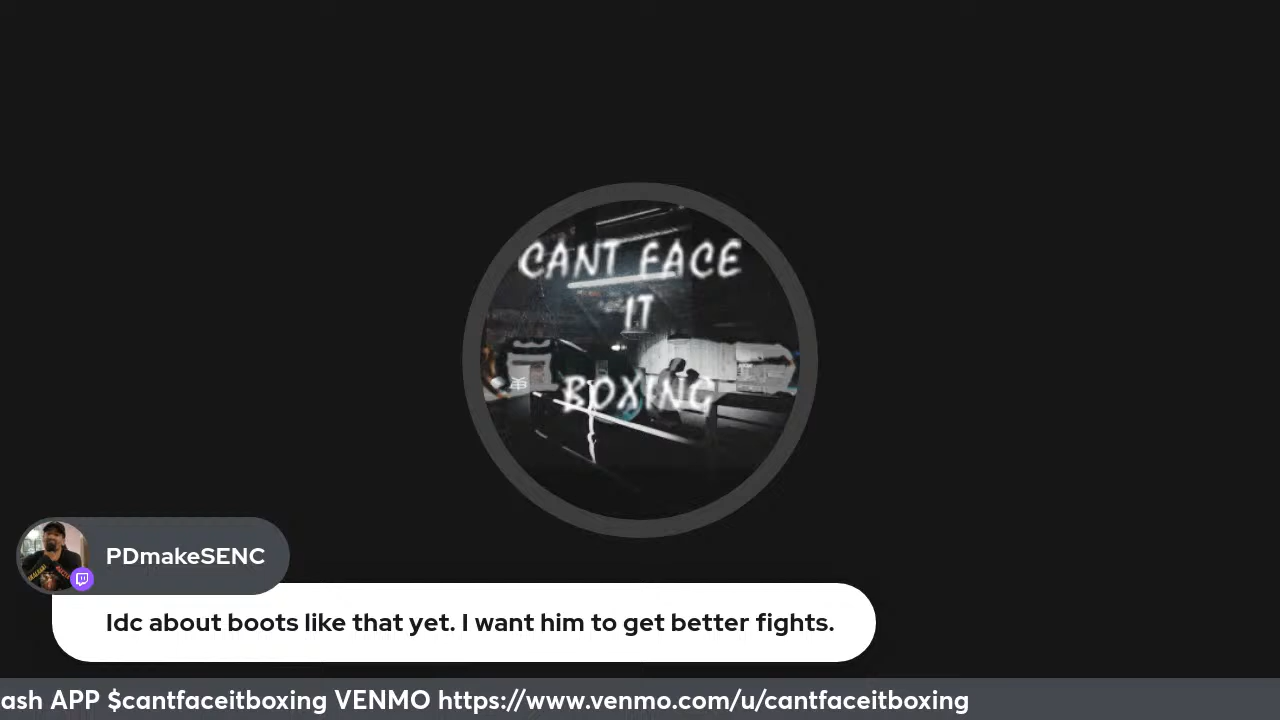 CANT FACE
IT
BOXING
PDmakeSENC
Idc about boots like that yet. I want him to get better fights.
ash APP $cantfaceitboxing VENMO https://www.venmo.com/u/cantfaceitboxing